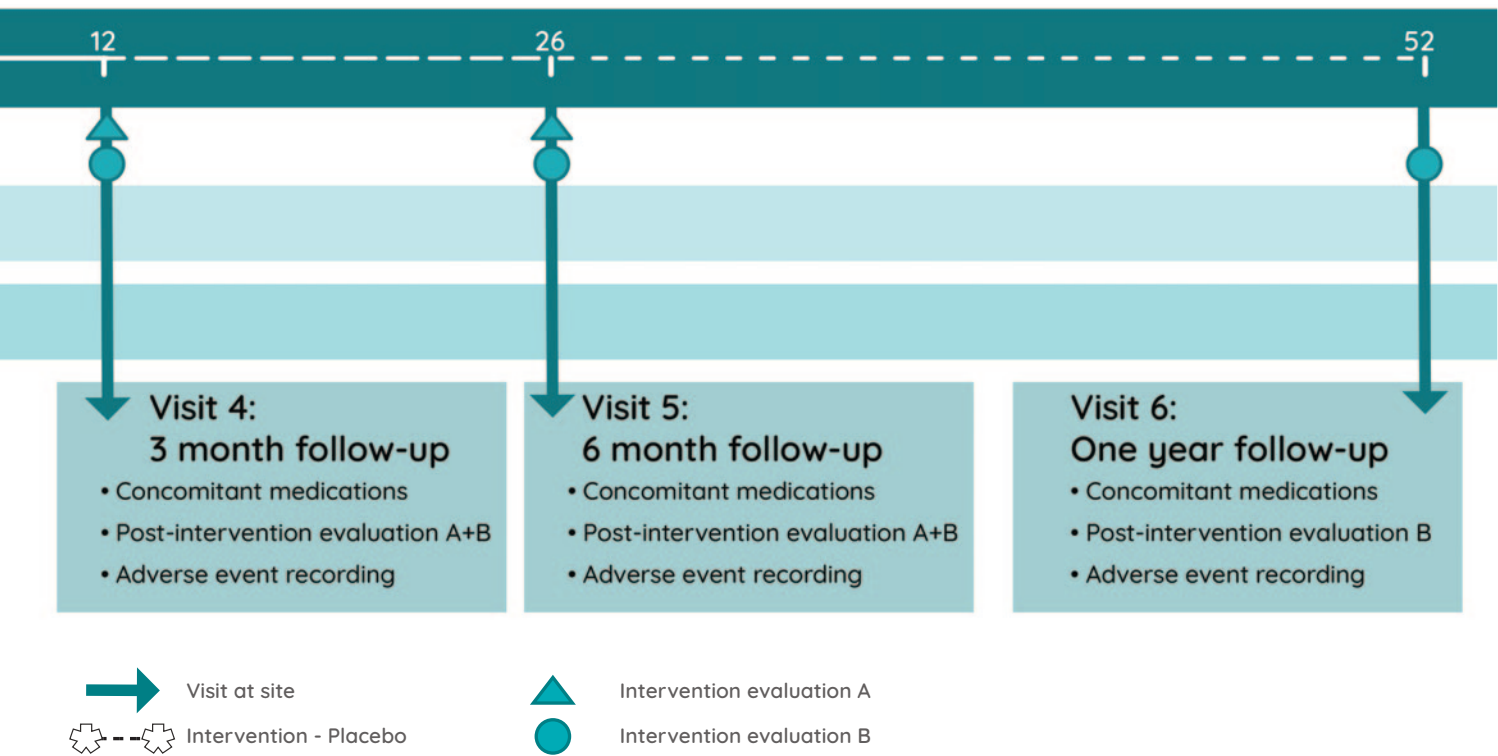 12
26
52
Visit 4:
3 month follow-up
• Concomitant medications
• Post-intervention evaluation A+B
• Adverse event recording
Visit 5:
6 month follow-up
• Concomitant medications
• Post-intervention evaluation A+B
• Adverse event recording
Visit 6:
One year follow-up
• Concomitant medications
• Post-intervention evaluation B
• Adverse event recording
Visit at site
Intervention - Placebo
Intervention evaluation A
Intervention evaluation B